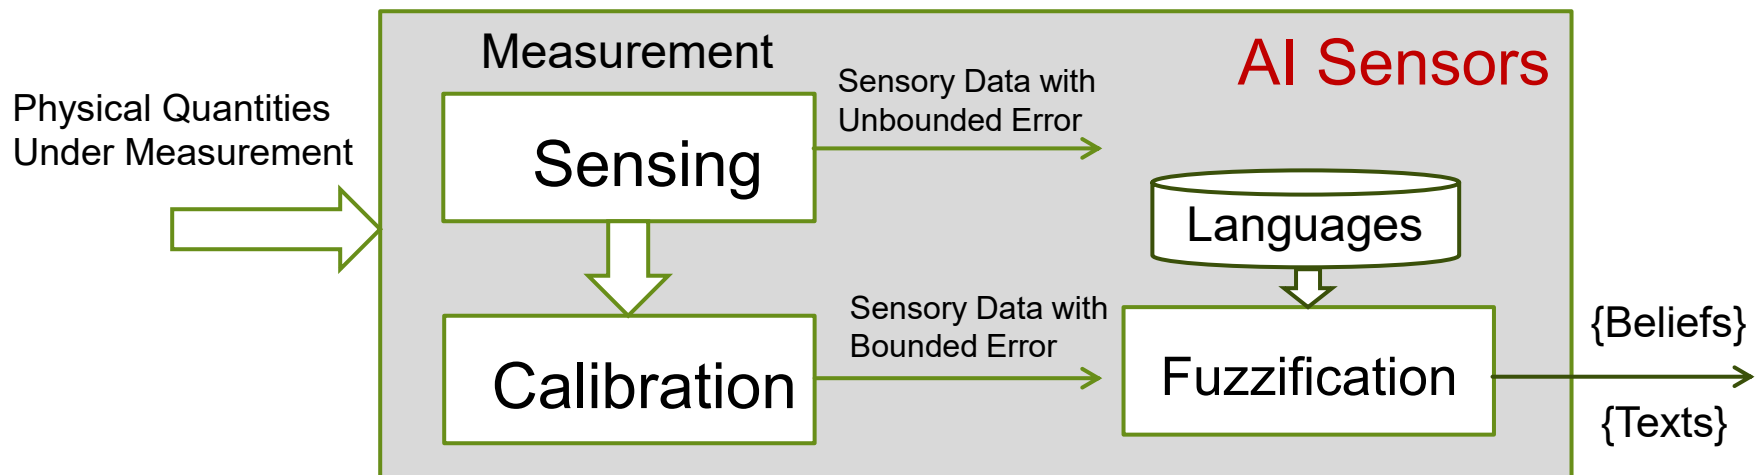 Physical Quantities
Under Measurement
Measurement
Sensing
Calibration
Sensory Data with
Unbounded Error
Sensory Data with
Bounded Error
AI Sensors
Languages
Fuzzification
{Beliefs}
{Texts}